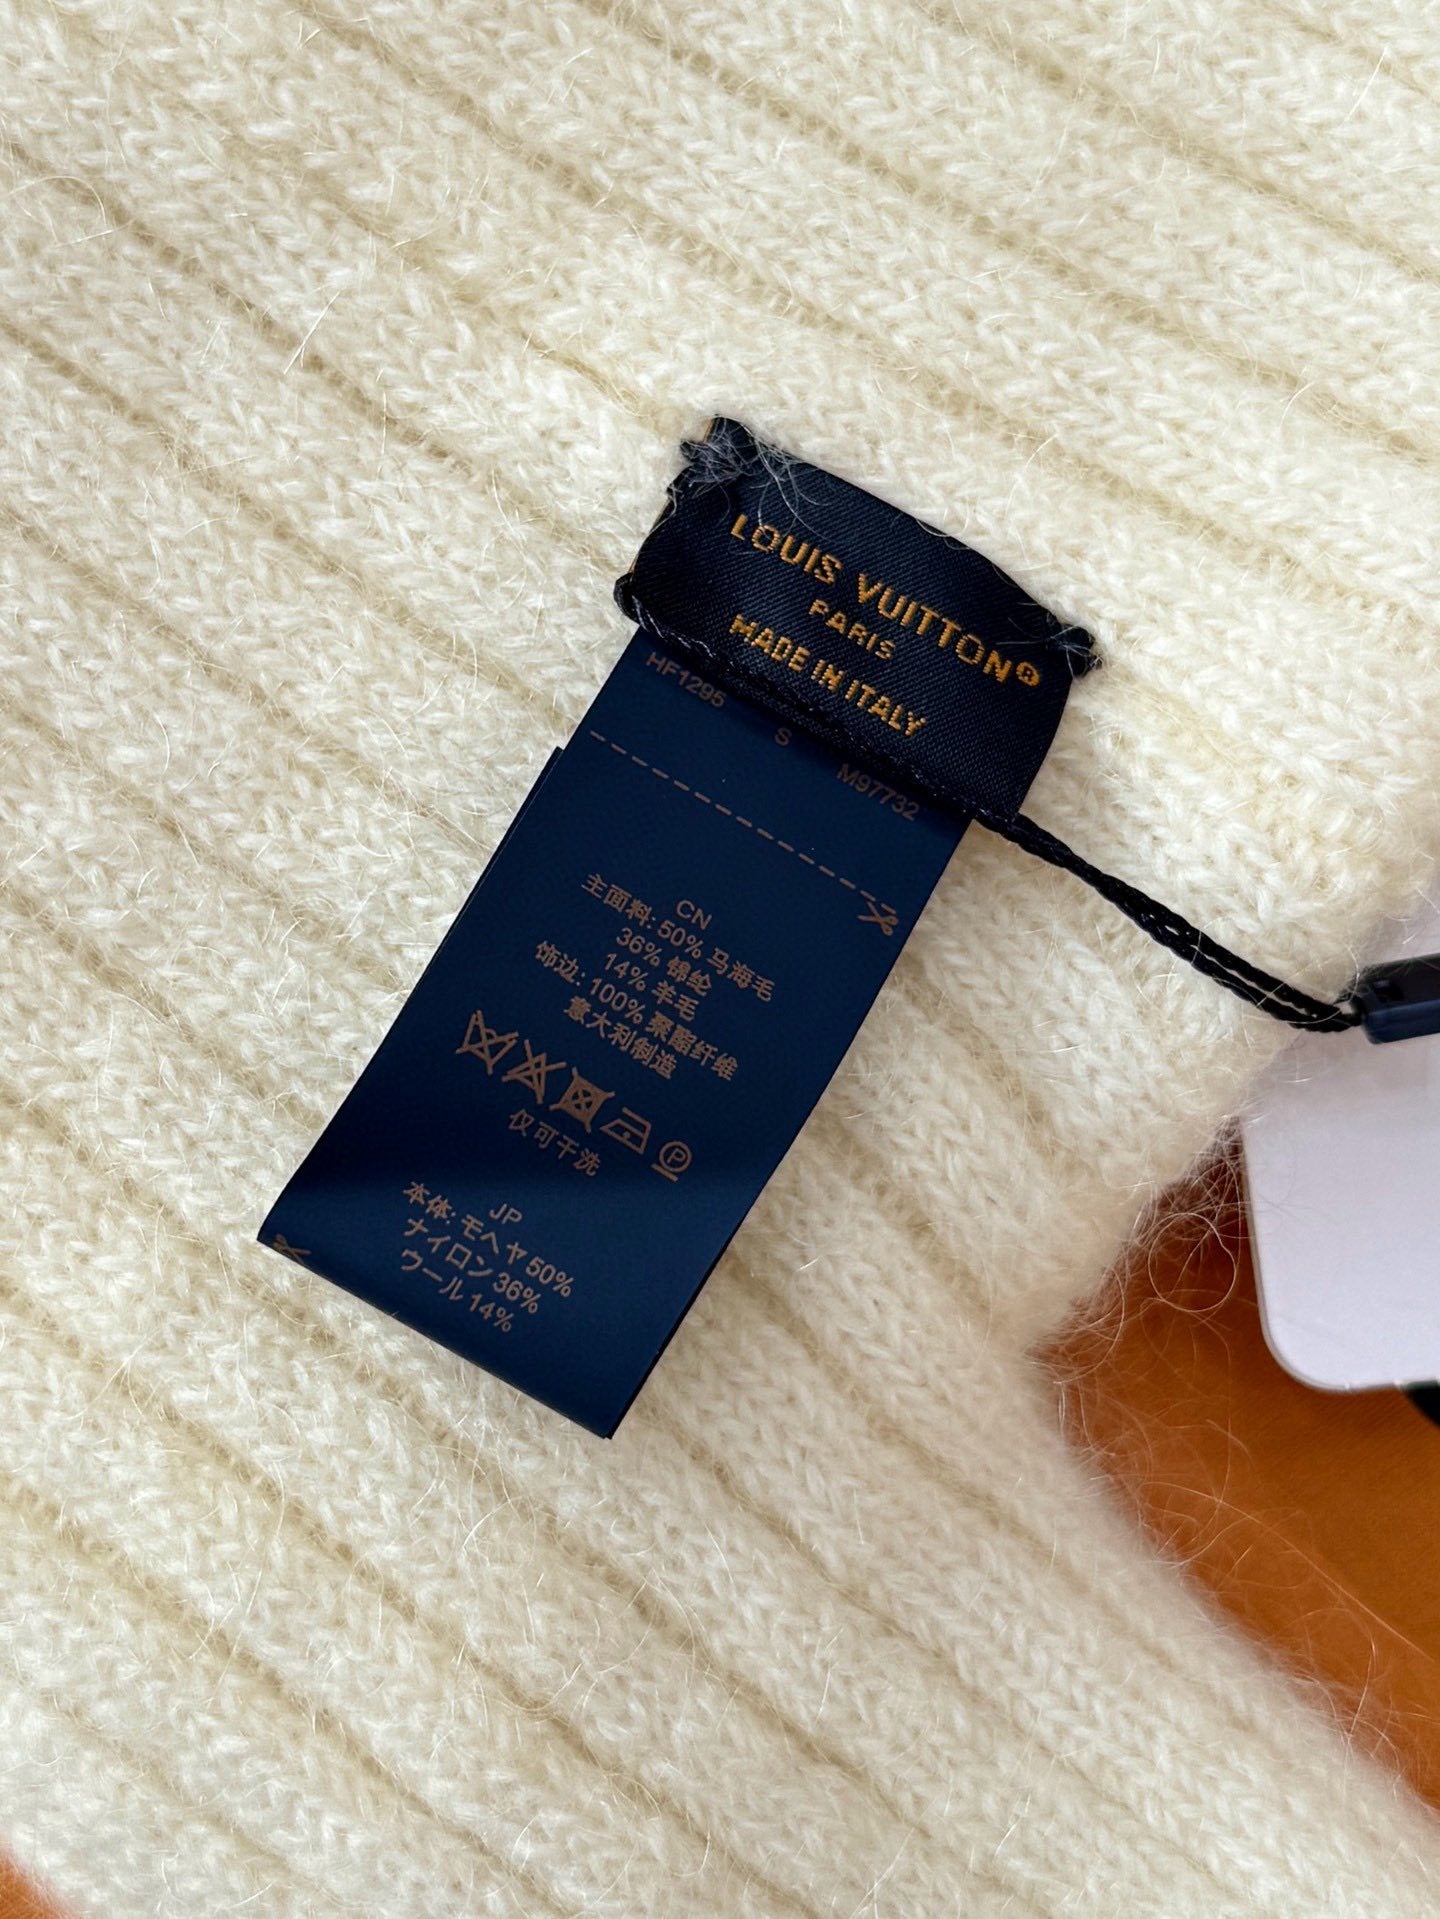 LOUIS VUITTON®
PARIS
MADE IN ITALY
HF1295 S M97732
CN
主面料: 50% 马海毛
36% 锦纶
14% 羊毛
饰边: 100% 聚酯纤维
意大利制造
P
仅可干洗
JP
本体: モヘヤ 50%
ナイロン 36%
ウール 14%